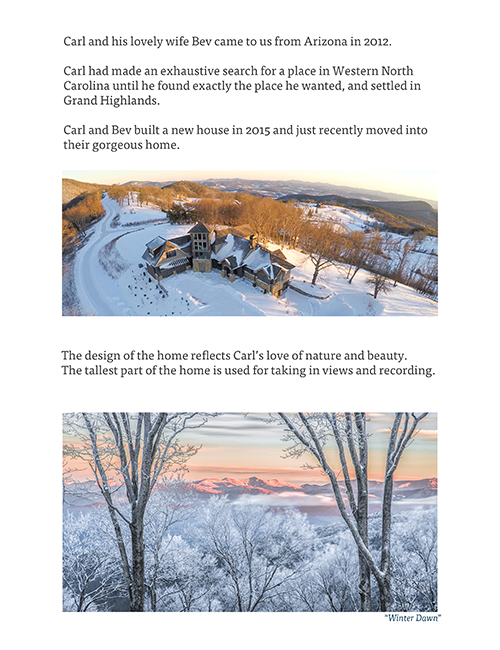 Carl and his lovely wife Bev came to us from Arizona in 2012.
Carl had made an exhaustive search for a place in Western North
Carolina until he found exactly the place he wanted, and settled in
Grand Highlands.
Carl and Bev built a new house in 2015 and just recently moved into
their gorgeous home.
The design of the home reflects Carl's love of nature and beauty.
The tallest part of the home is used for taking in views and recording.
"Winter Dawn"